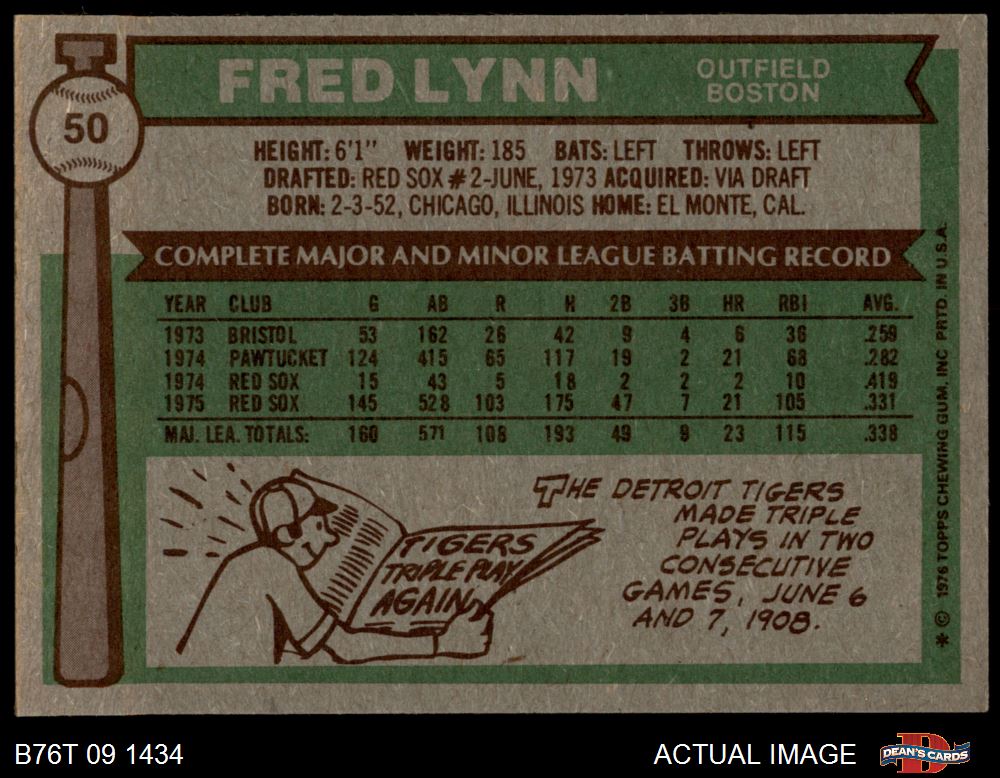 50
FRED LYNN
OUTFIELD
BOSTON
HEIGHT: 6'1" WEIGHT: 185 BATS: LEFT THROWS: LEFT
DRAFTED: RED SOX #2-JUNE, 1973 ACQUIRED: VIA DRAFT
BORN: 2-3-52, CHICAGO, ILLINOIS HOME: EL MONTE, CAL.
COMPLETE MAJOR AND MINOR LEAGUE BATTING RECORD
YEAR CLUB G AB R H 2B 3B HR RBI AVG.
1973 BRISTOL 53 162 26 42 9 4 6 36 .259
1974 PAWTUCKET 124 415 65 117 19 2 21 68 .282
1974 RED SOX 15 43 5 18 2 2 2 10 .419
1975 RED SOX 145 528 103 175 47 7 21 105 .331
MAJ. LEA. TOTALS: 160 571 108 193 49 9 23 115 .338
TIGERS
TRIPLE PLAY
AGAIN
THE DETROIT TIGERS
MADE TRIPLE
PLAYS IN TWO
CONSECUTIVE
GAMES, JUNE 6
AND 7, 1908.
* © 1976 TOPPS CHEWING GUM, INC PRTD. IN U.S.A.
B76T 09 1434
ACTUAL IMAGE
DEAN'S CARDS